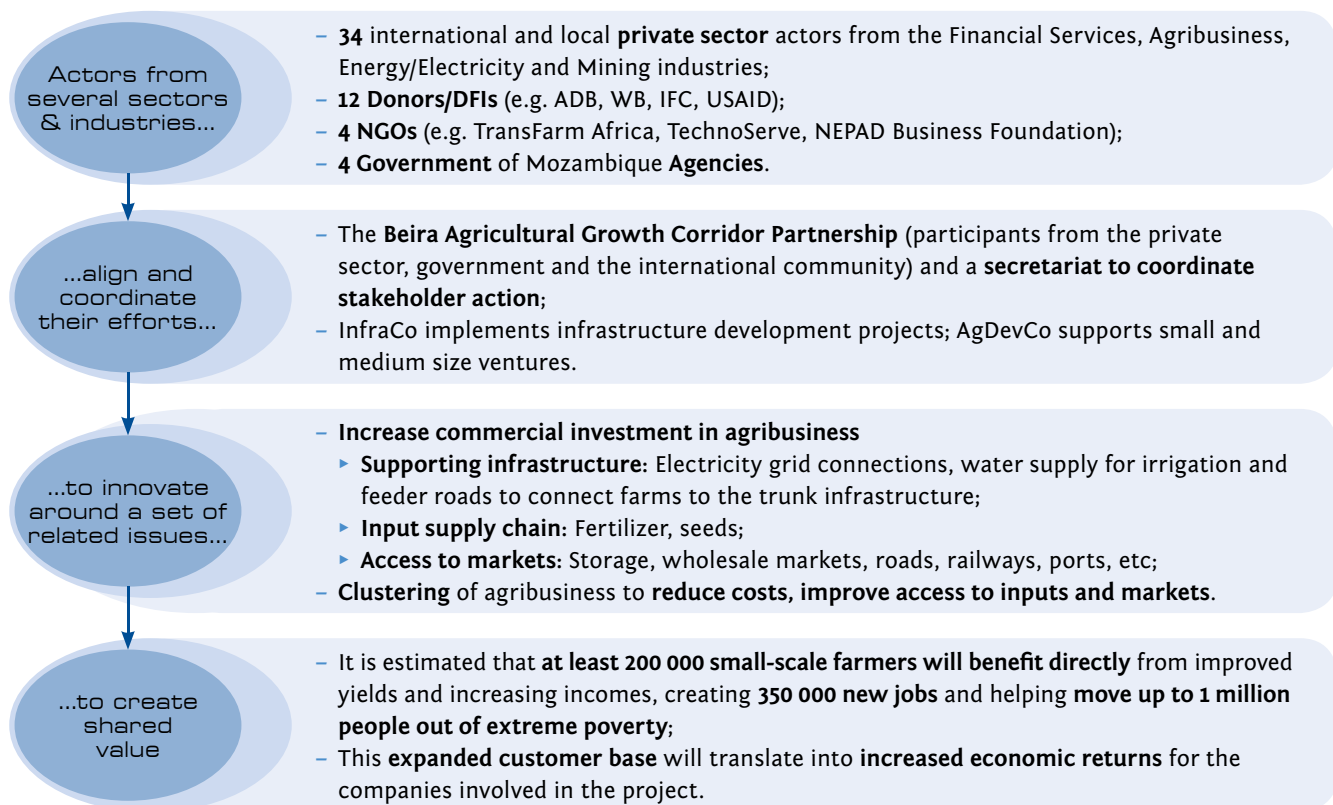 Actors from
several sectors
& industries...
– 34 international and local private sector actors from the Financial Services, Agribusiness,
Energy/Electricity and Mining industries;
– 12 Donors/DFIs (e.g. ADB, WB, IFC, USAID);
– 4 NGOs (e.g. TransFarm Africa, TechnoServe, NEPAD Business Foundation);
– 4 Government of Mozambique Agencies.
...align and
coordinate
their efforts...
– The Beira Agricultural Growth Corridor Partnership (participants from the private
sector, government and the international community) and a secretariat to coordinate
stakeholder action;
– InfraCo implements infrastructure development projects; AgDevCo supports small and
medium size ventures.
...to innovate
around a set of
related issues...
– Increase commercial investment in agribusiness
▸ Supporting infrastructure: Electricity grid connections, water supply for irrigation and
feeder roads to connect farms to the trunk infrastructure;
▸ Input supply chain: Fertilizer, seeds;
▸ Access to markets: Storage, wholesale markets, roads, railways, ports, etc;
– Clustering of agribusiness to reduce costs, improve access to inputs and markets.
...to create
shared
value
– It is estimated that at least 200 000 small-scale farmers will benefit directly from improved
yields and increasing incomes, creating 350 000 new jobs and helping move up to 1 million
people out of extreme poverty;
– This expanded customer base will translate into increased economic returns for the
companies involved in the project.